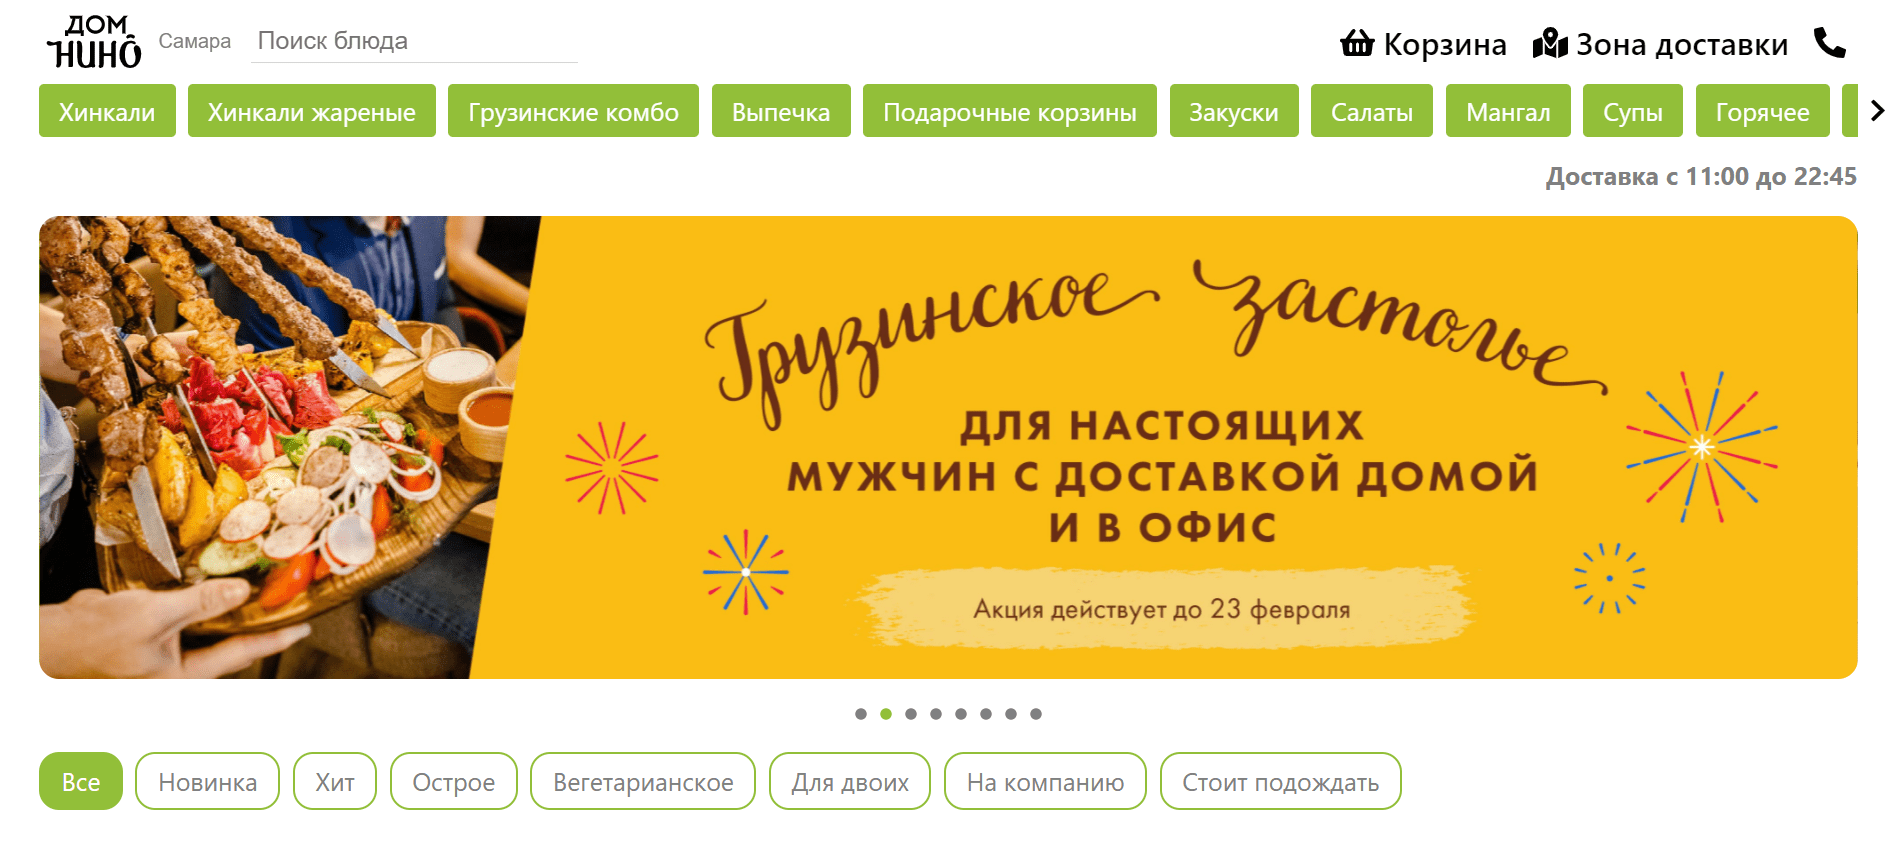 ДОМ
НИНО
Самара
Поиск блюда
Корзина
Зона доставки
Хинкали
Хинкали жареные
Грузинские комбо
Выпечка
Подарочные корзины
Закуски
Салаты
Мангал
Супы
Горячее
Доставка с 11:00 до 22:45
Грузинское застолье
ДЛЯ НАСТОЯЩИХ
МУЖЧИН С ДОСТАВКОЙ ДОМОЙ
И В ОФИС
Акция действует до 23 февраля
Все
Новинка
Хит
Острое
Вегетарианское
Для двоих
На компанию
Стоит подождать